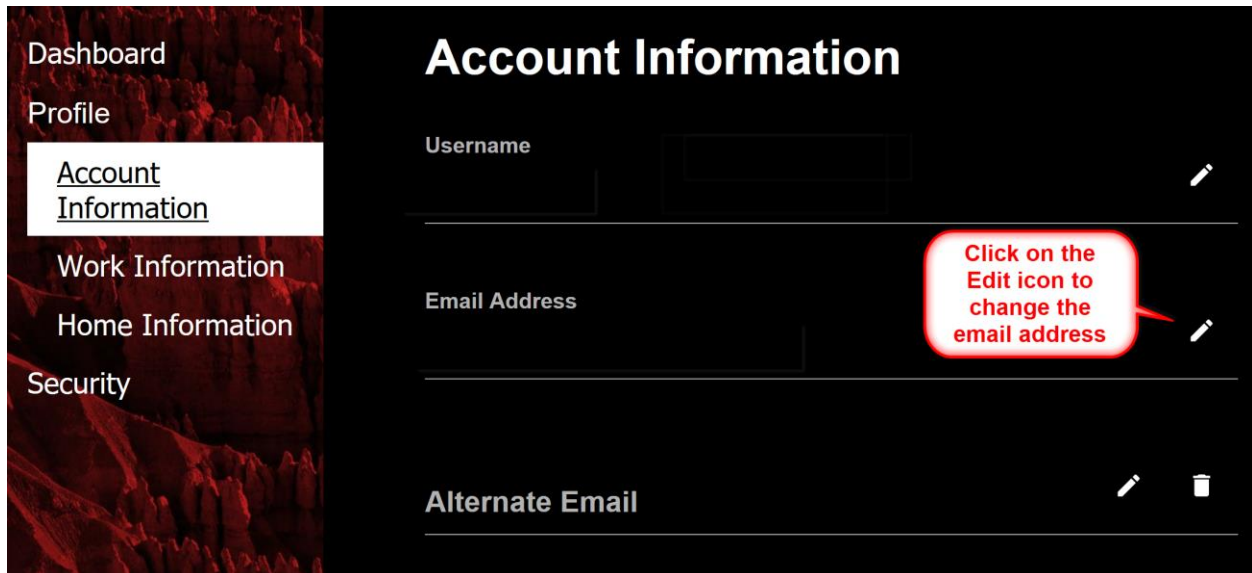 Dashboard
Profile
Account
Information
Work Information
Home Information
Security
Account Information
Username
Email Address
Click on the
Edit icon to
change the
email address
Alternate Email